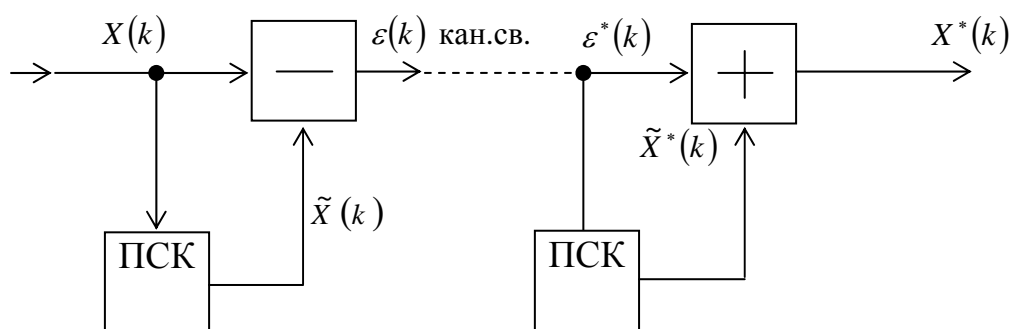 X(k) ε(k) кан.св. ε*(k) X*(k)
X̃*(k)
X̃(k)
ПСК ПСК